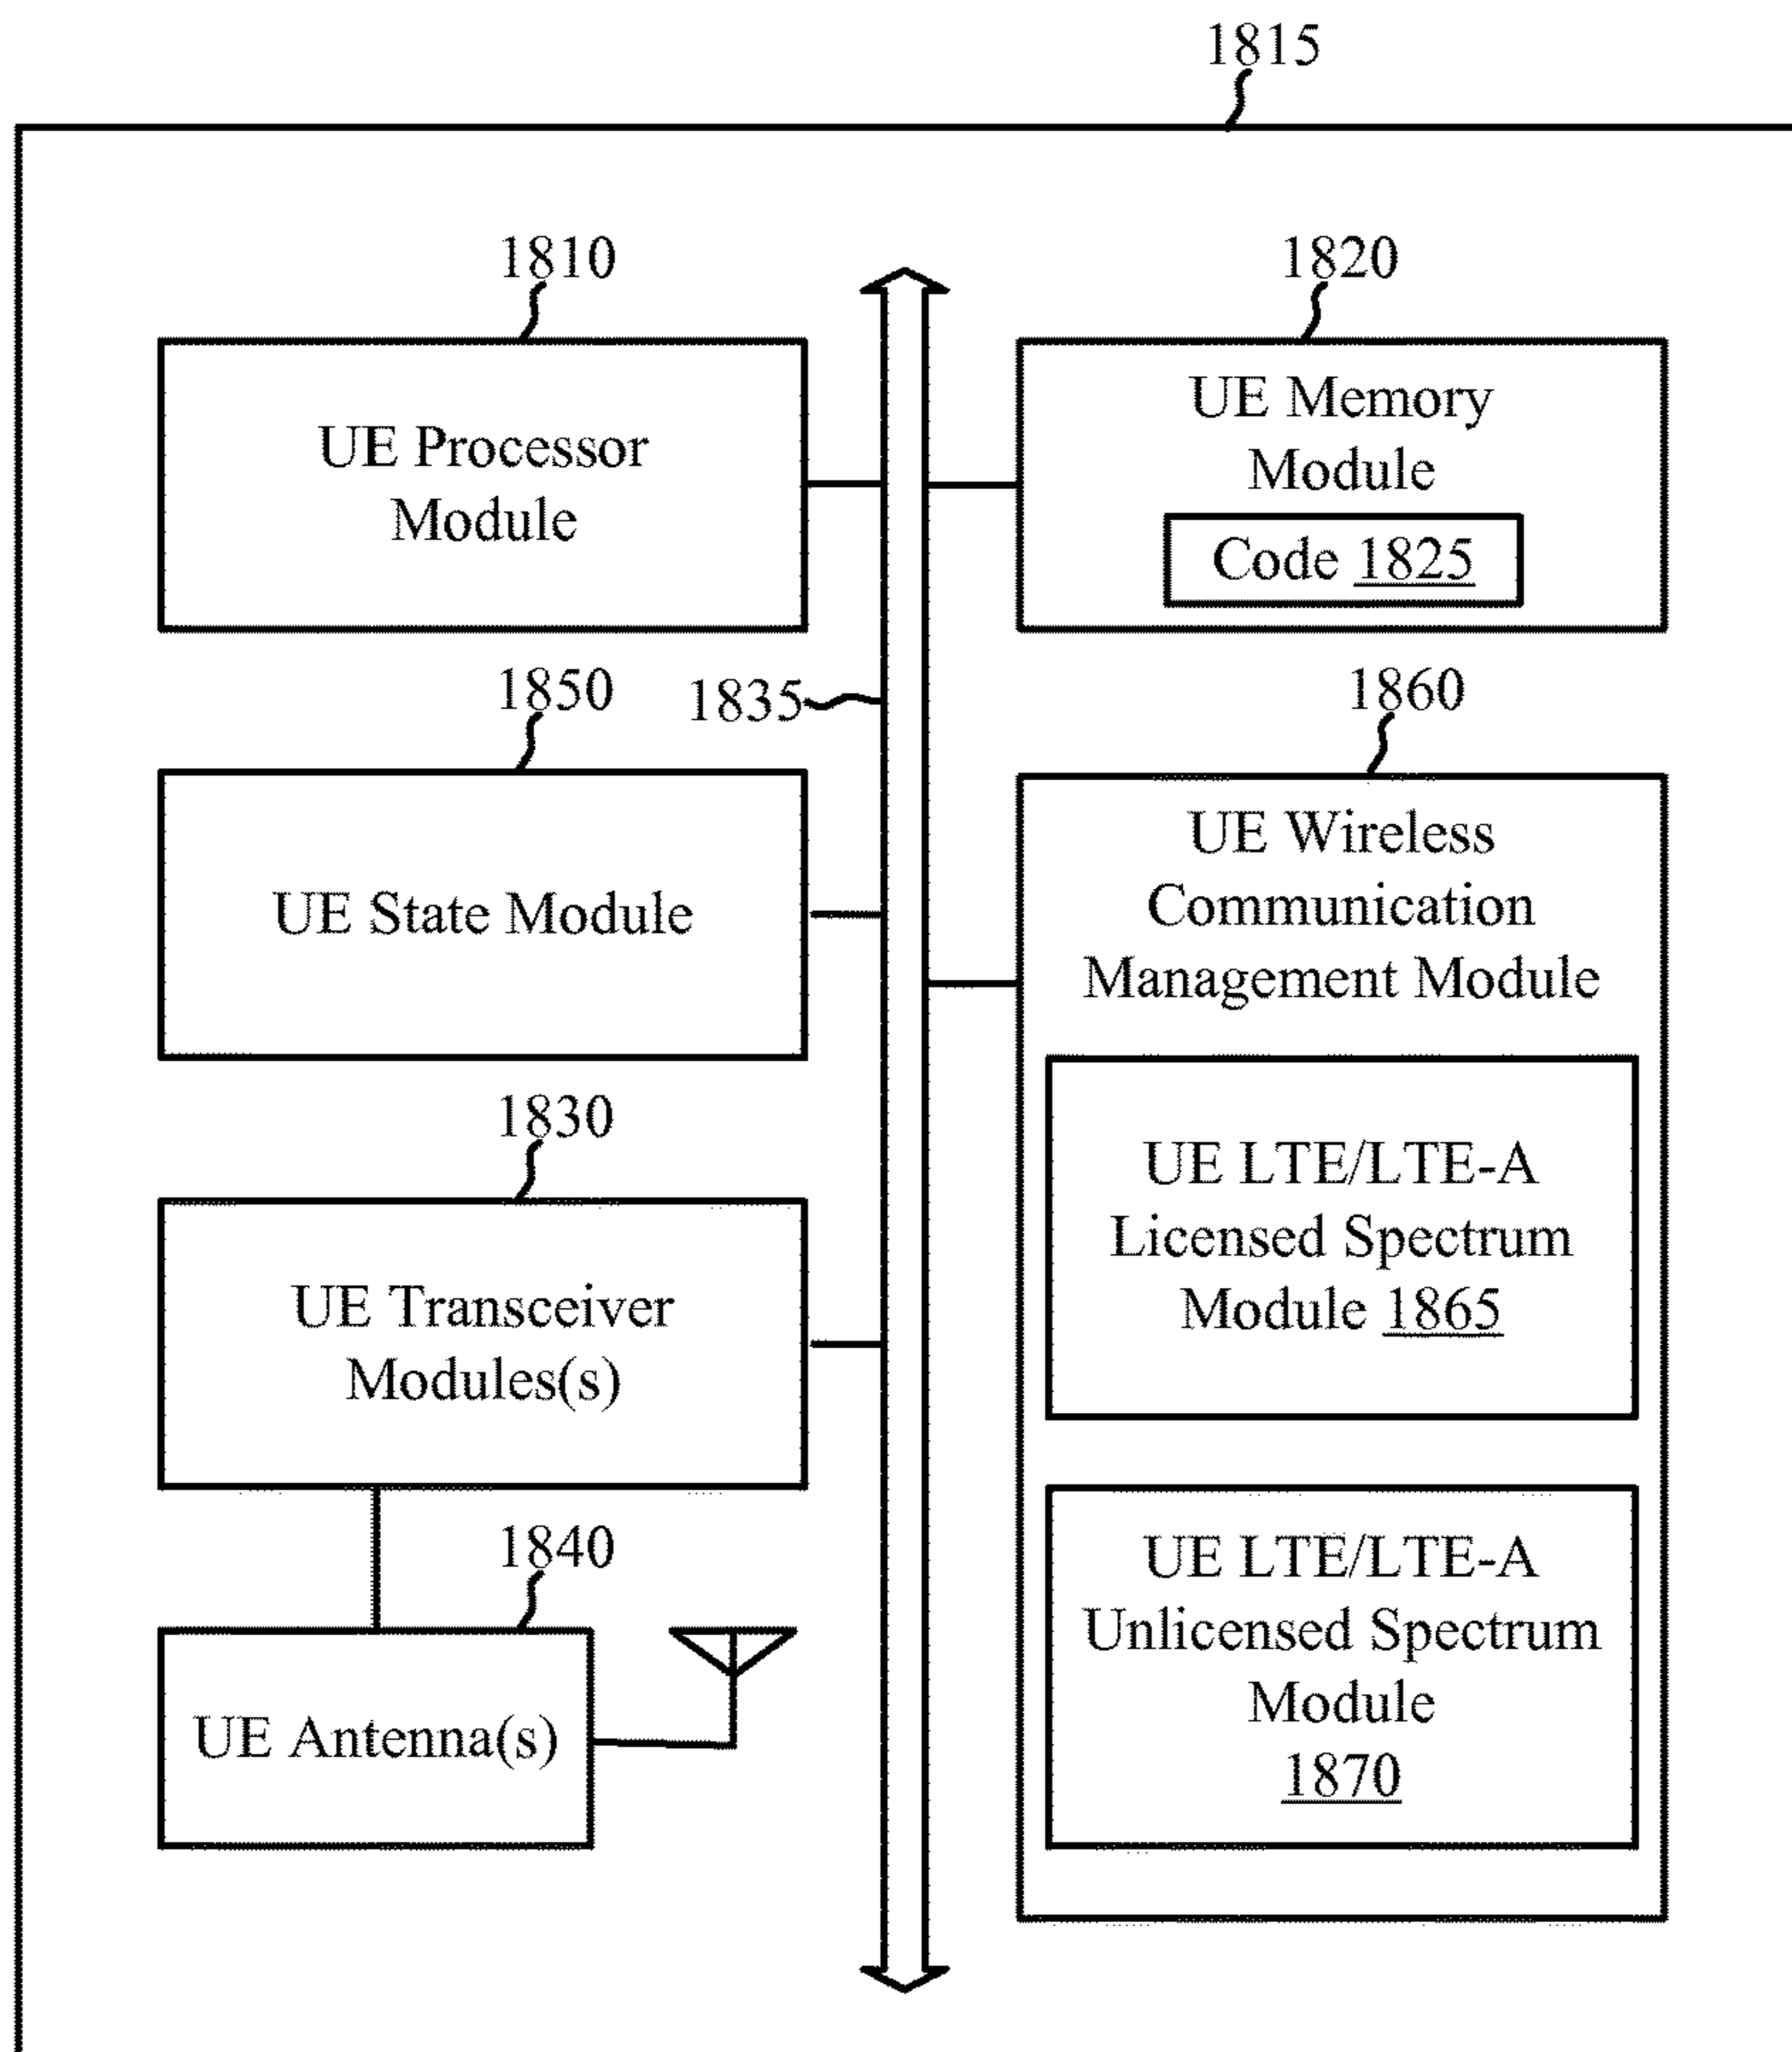 1815
1810
1820
UE Processor
Module
UE Memory
Module
Code 1825
1850
1835
1860
UE State Module
UE Wireless
Communication
Management Module
1830
UE Transceiver
Modules(s)
UE LTE/LTE-A
Licensed Spectrum
Module 1865
1840
UE Antenna(s)
UE LTE/LTE-A
Unlicensed Spectrum
Module
1870